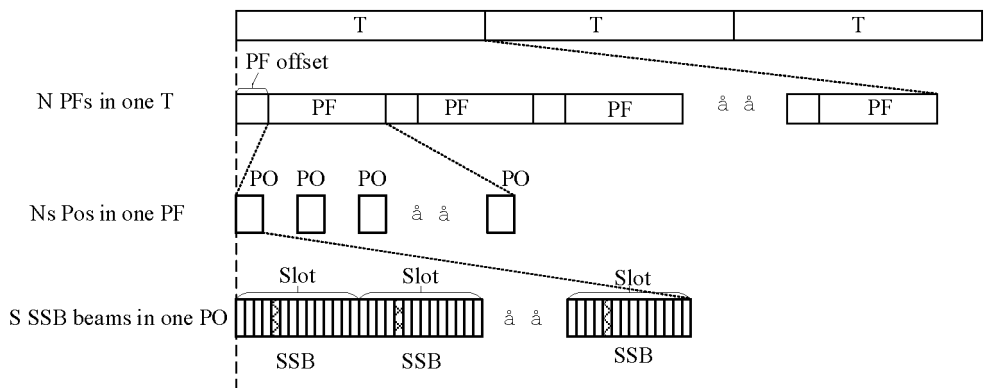 T T T
PF offset
N PFs in one T PF PF PF å å PF
PO PO PO PO
Ns Pos in one PF å å
Slot Slot Slot
S SSB beams in one PO å å
SSB SSB SSB